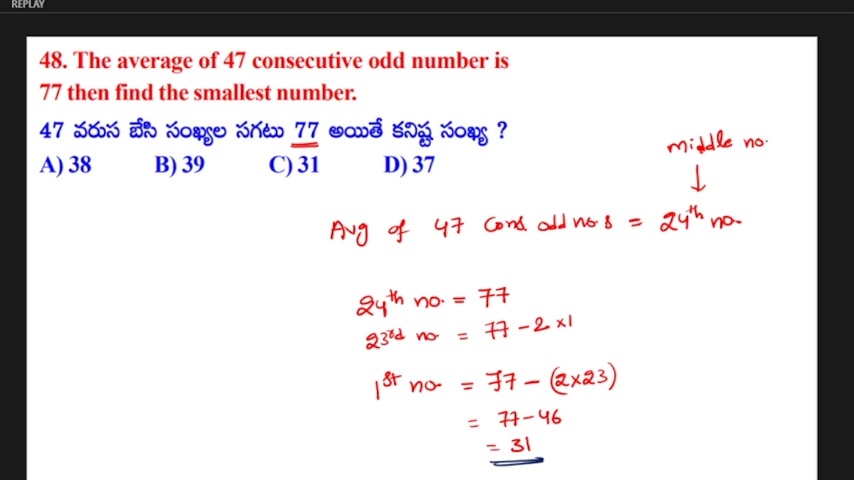 REPLAY
48. The average of 47 consecutive odd number is
77 then find the smallest number.
47 వరుస బేసి సంఖ్యల సగటు 77 అయితే కనిష్ట సంఖ్య ?
A) 38 B) 39 C) 31 D) 37
middle no.
↓
Avg of 47 Cons. odd no.s = 24th no.
24th no. = 77
23rd no = 77 - 2 x 1
1st no = 77 - (2x23)
= 77 - 46
= 31